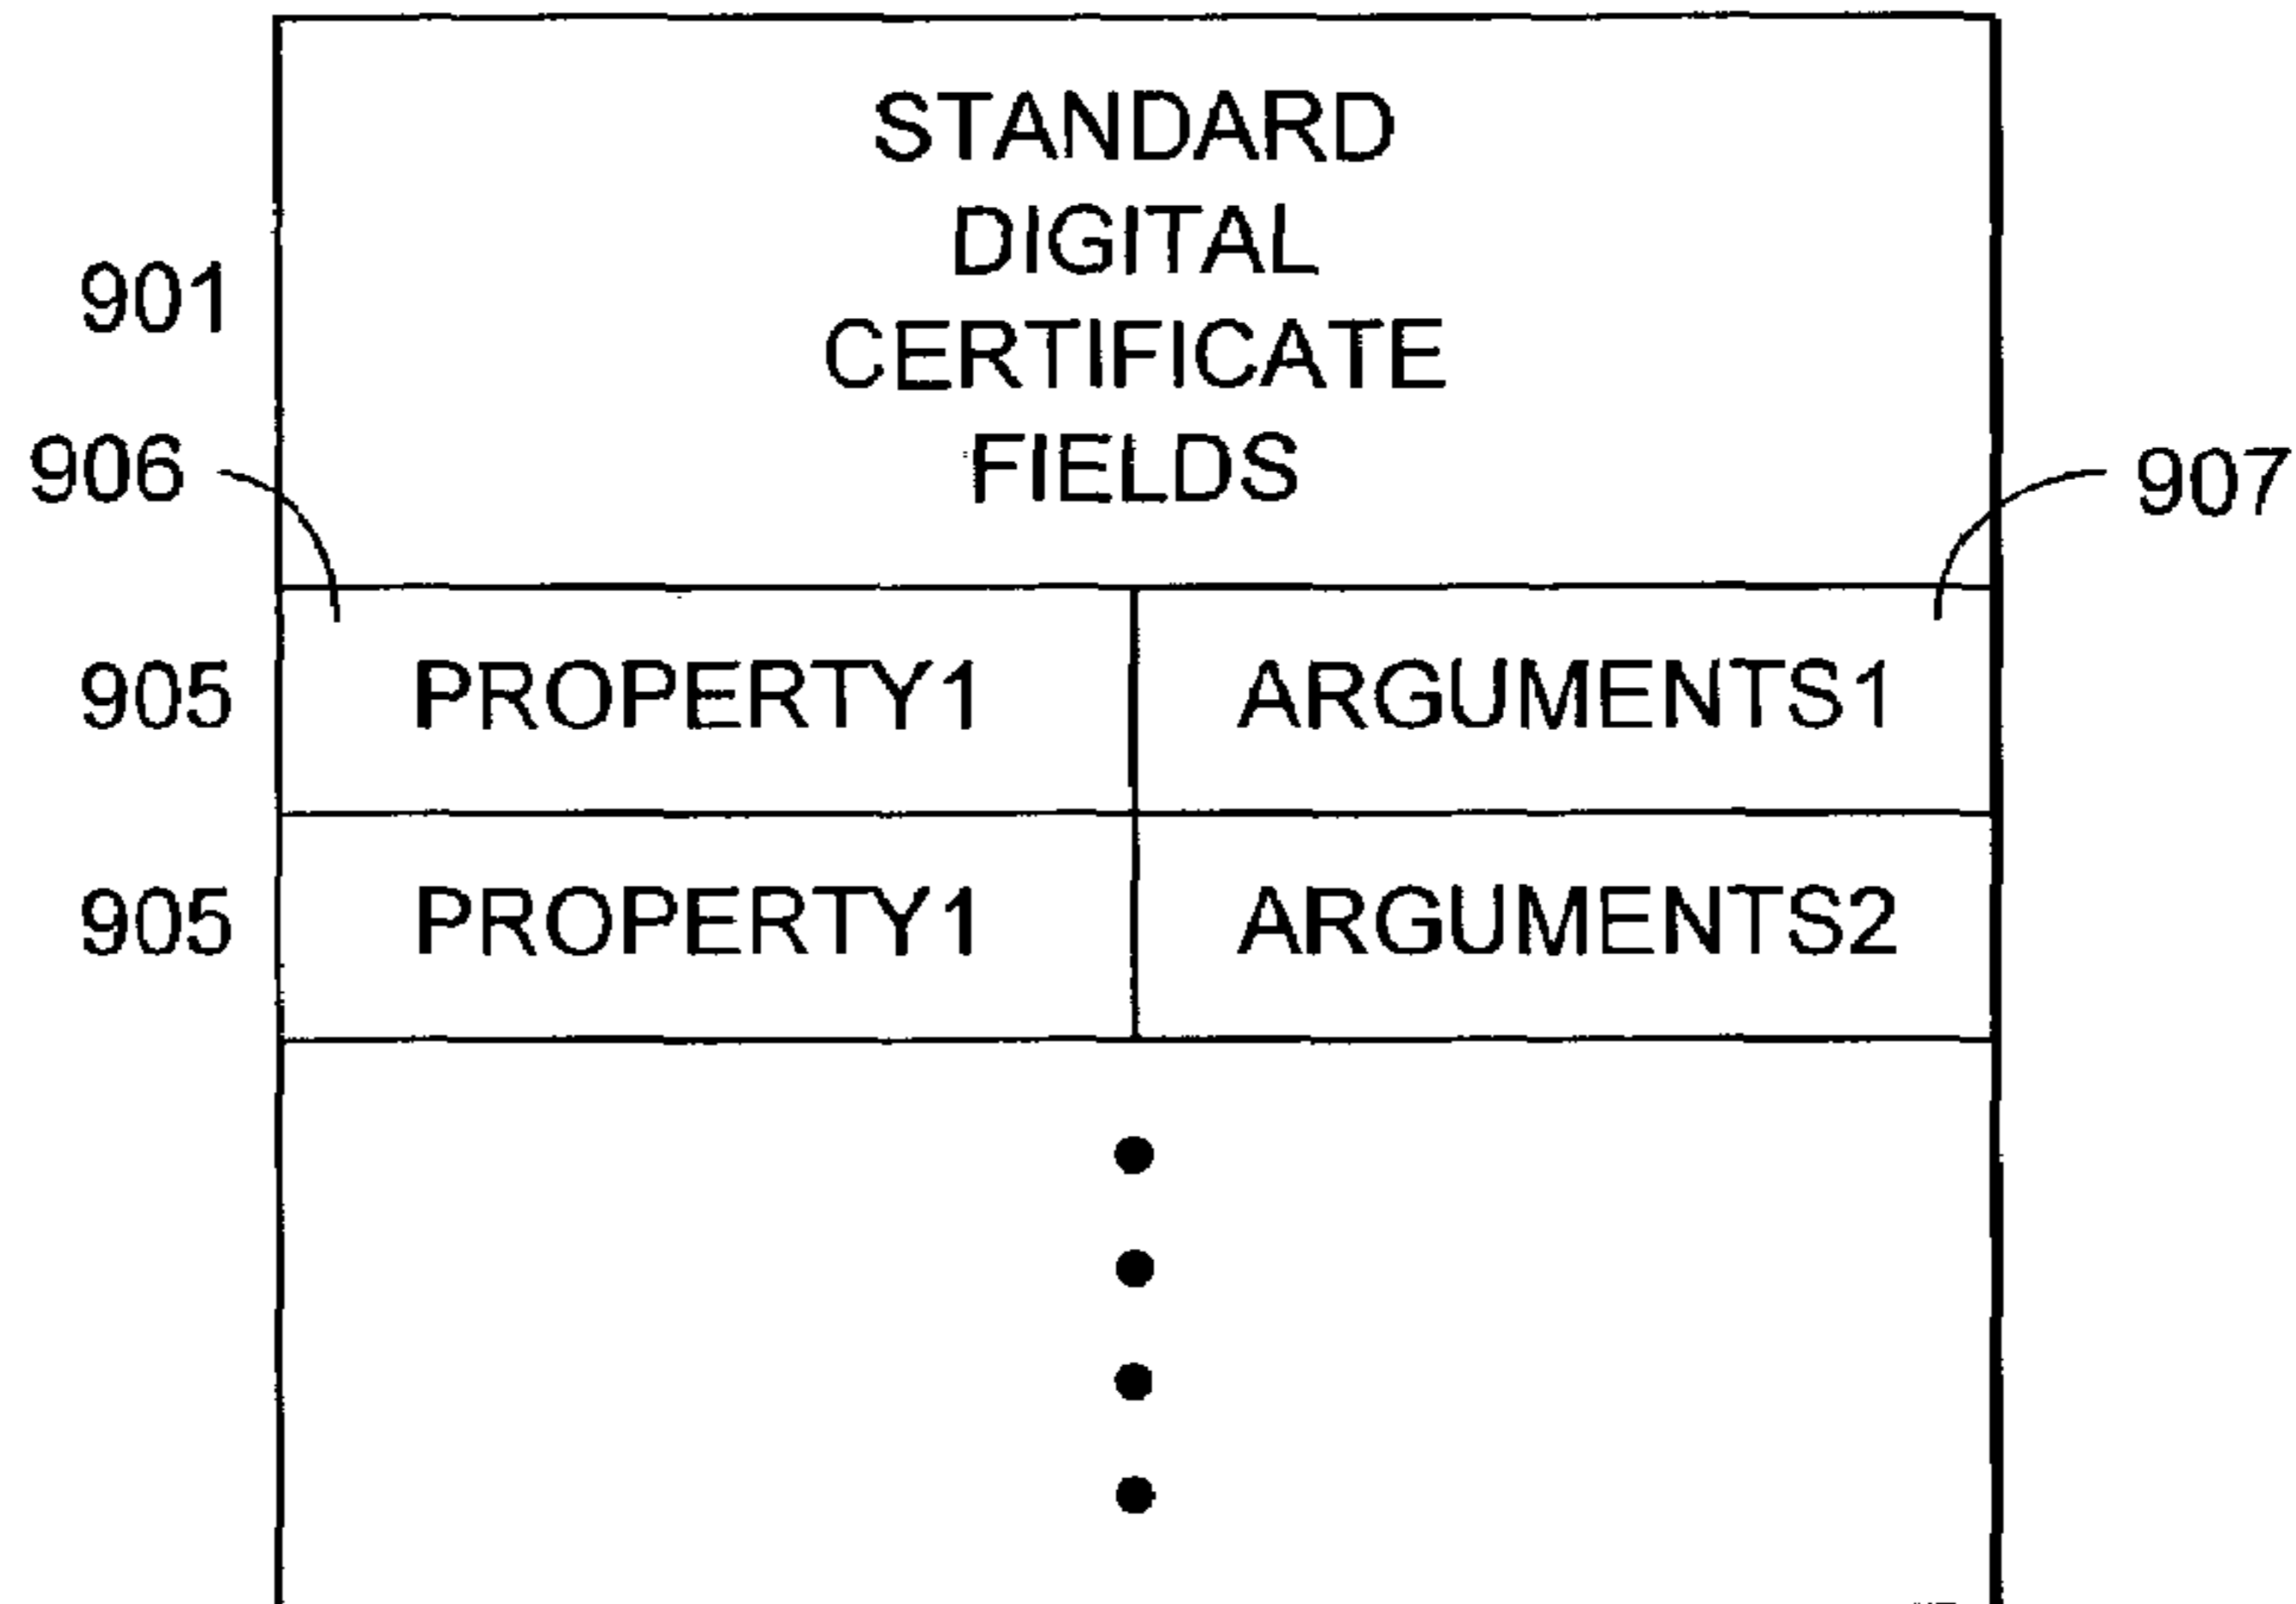 STANDARD
DIGITAL
901
CERTIFICATE
906
FIELDS
907
905 PROPERTY1 ARGUMENTS1
905 PROPERTY1 ARGUMENTS2